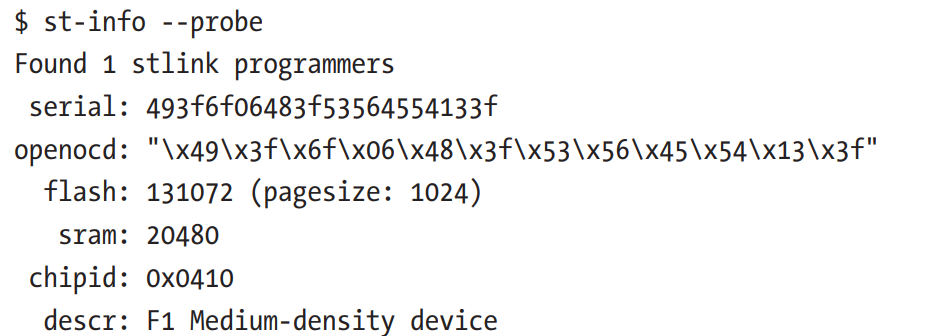 $ st-info --probe
Found 1 stlink programmers
serial: 493f6f06483f53564554133f
openocd: "\x49\x3f\x6f\x06\x48\x3f\x53\x56\x45\x54\x13\x3f"
flash: 131072 (pagesize: 1024)
sram: 20480
chipid: 0x0410
descr: F1 Medium-density device